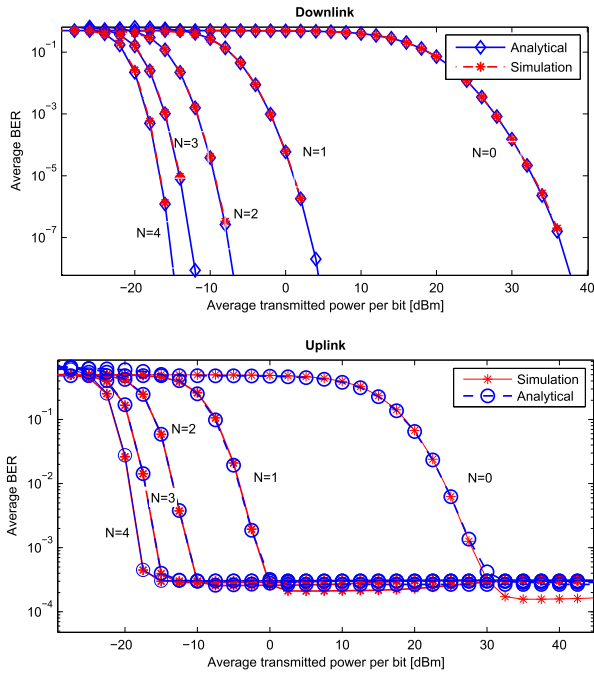 Downlink
Average BER
10^-1
10^-3
10^-5
10^-7
Analytical
Simulation
N=4
N=3
N=2
N=1
N=0
−20 −10 0 10 20 30 40
Average transmitted power per bit [dBm]
Uplink
Average BER
10^-1
10^-2
10^-3
10^-4
Simulation
Analytical
N=4
N=3
N=2
N=1
N=0
−20 −10 0 10 20 30 40
Average transmitted power per bit [dBm]